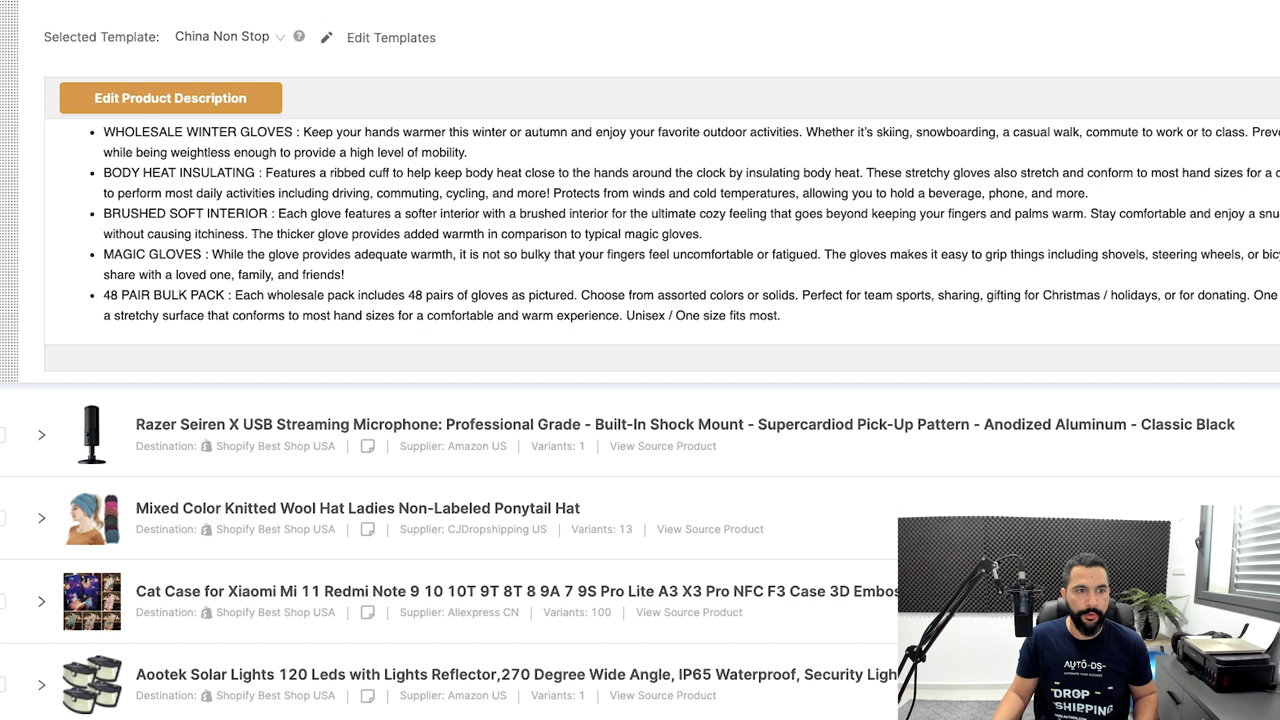 Selected Template: China Non Stop ? Edit Templates
Edit Product Description
• WHOLESALE WINTER GLOVES : Keep your hands warmer this winter or autumn and enjoy your favorite outdoor activities. Whether it's skiing, snowboarding, a casual walk, commute to work or to class. Prev
while being weightless enough to provide a high level of mobility.
• BODY HEAT INSULATING : Features a ribbed cuff to help keep body heat close to the hands around the clock by insulating body heat. These stretchy gloves also stretch and conform to most hand sizes for a c
to perform most daily activities including driving, commuting, cycling, and more! Protects from winds and cold temperatures, allowing you to hold a beverage, phone, and more.
• BRUSHED SOFT INTERIOR : Each glove features a softer interior with a brushed interior for the ultimate cozy feeling that goes beyond keeping your fingers and palms warm. Stay comfortable and enjoy a snu
without causing itchiness. The thicker glove provides added warmth in comparison to typical magic gloves.
• MAGIC GLOVES : While the glove provides adequate warmth, it is not so bulky that your fingers feel uncomfortable or fatigued. The gloves makes it easy to grip things including shovels, steering wheels, or bicy
share with a loved one, family, and friends!
• 48 PAIR BULK PACK : Each wholesale pack includes 48 pairs of gloves as pictured. Choose from assorted colors or solids. Perfect for team sports, sharing, gifting for Christmas / holidays, or for donating. One
a stretchy surface that conforms to most hand sizes for a comfortable and warm experience. Unisex / One size fits most.
Razer Seiren X USB Streaming Microphone: Professional Grade - Built-In Shock Mount - Supercardiod Pick-Up Pattern - Anodized Aluminum - Classic Black
Destination: Shopify Best Shop USA | Supplier: Amazon US | Variants: 1 | View Source Product
Mixed Color Knitted Wool Hat Ladies Non-Labeled Ponytail Hat
Destination: Shopify Best Shop USA | Supplier: CJDropshipping US | Variants: 13 | View Source Product
Cat Case for Xiaomi Mi 11 Redmi Note 9 10 10T 9T 8T 8 9A 7 9S Pro Lite A3 X3 Pro NFC F3 Case 3D Embos
Destination: Shopify Best Shop USA | Supplier: Aliexpress CN | Variants: 100 | View Source Product
Aootek Solar Lights 120 Leds with Lights Reflector,270 Degree Wide Angle, IP65 Waterproof, Security Ligh
Destination: Shopify Best Shop USA | Supplier: Amazon US | Variants: 1 | View Source Product
AUTO-DS-
DROP
SHIPPING